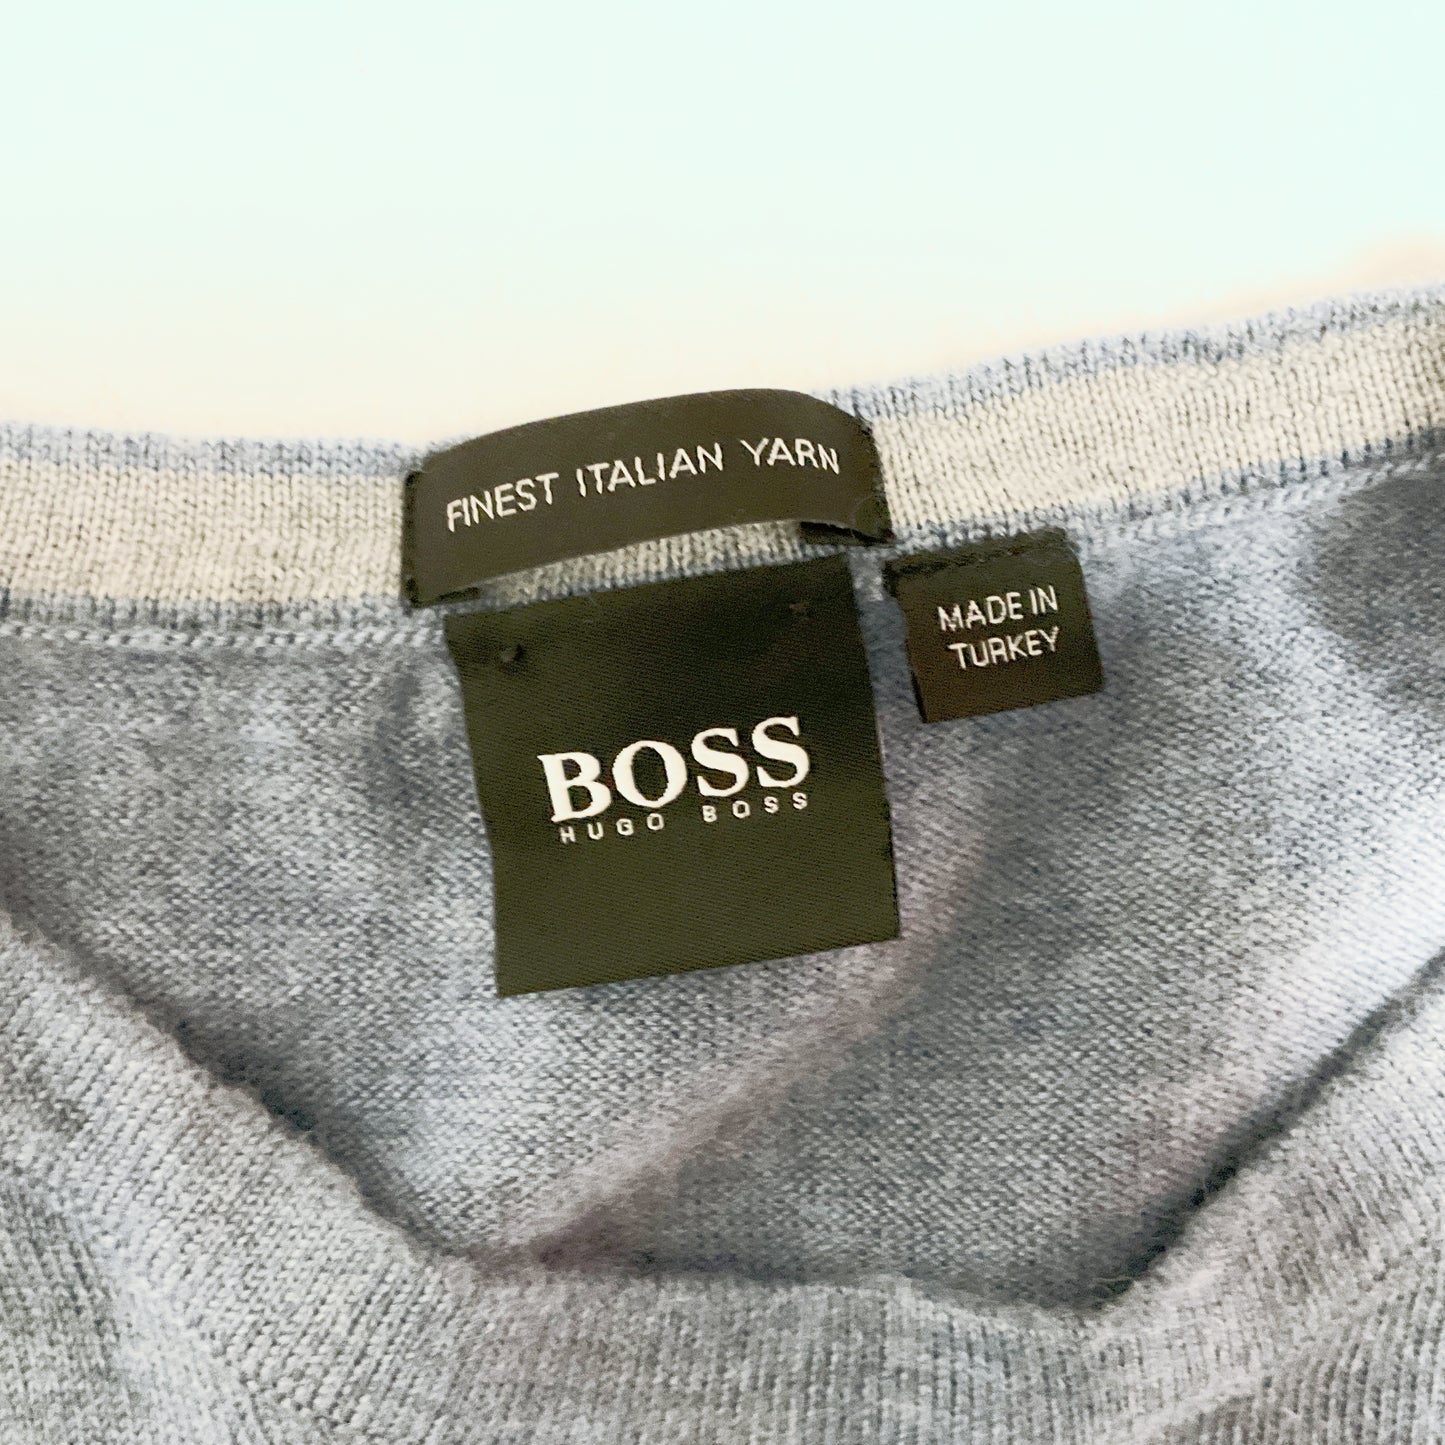 FINEST ITALIAN YARN
BOSS
HUGO BOSS
MADE IN
TURKEY